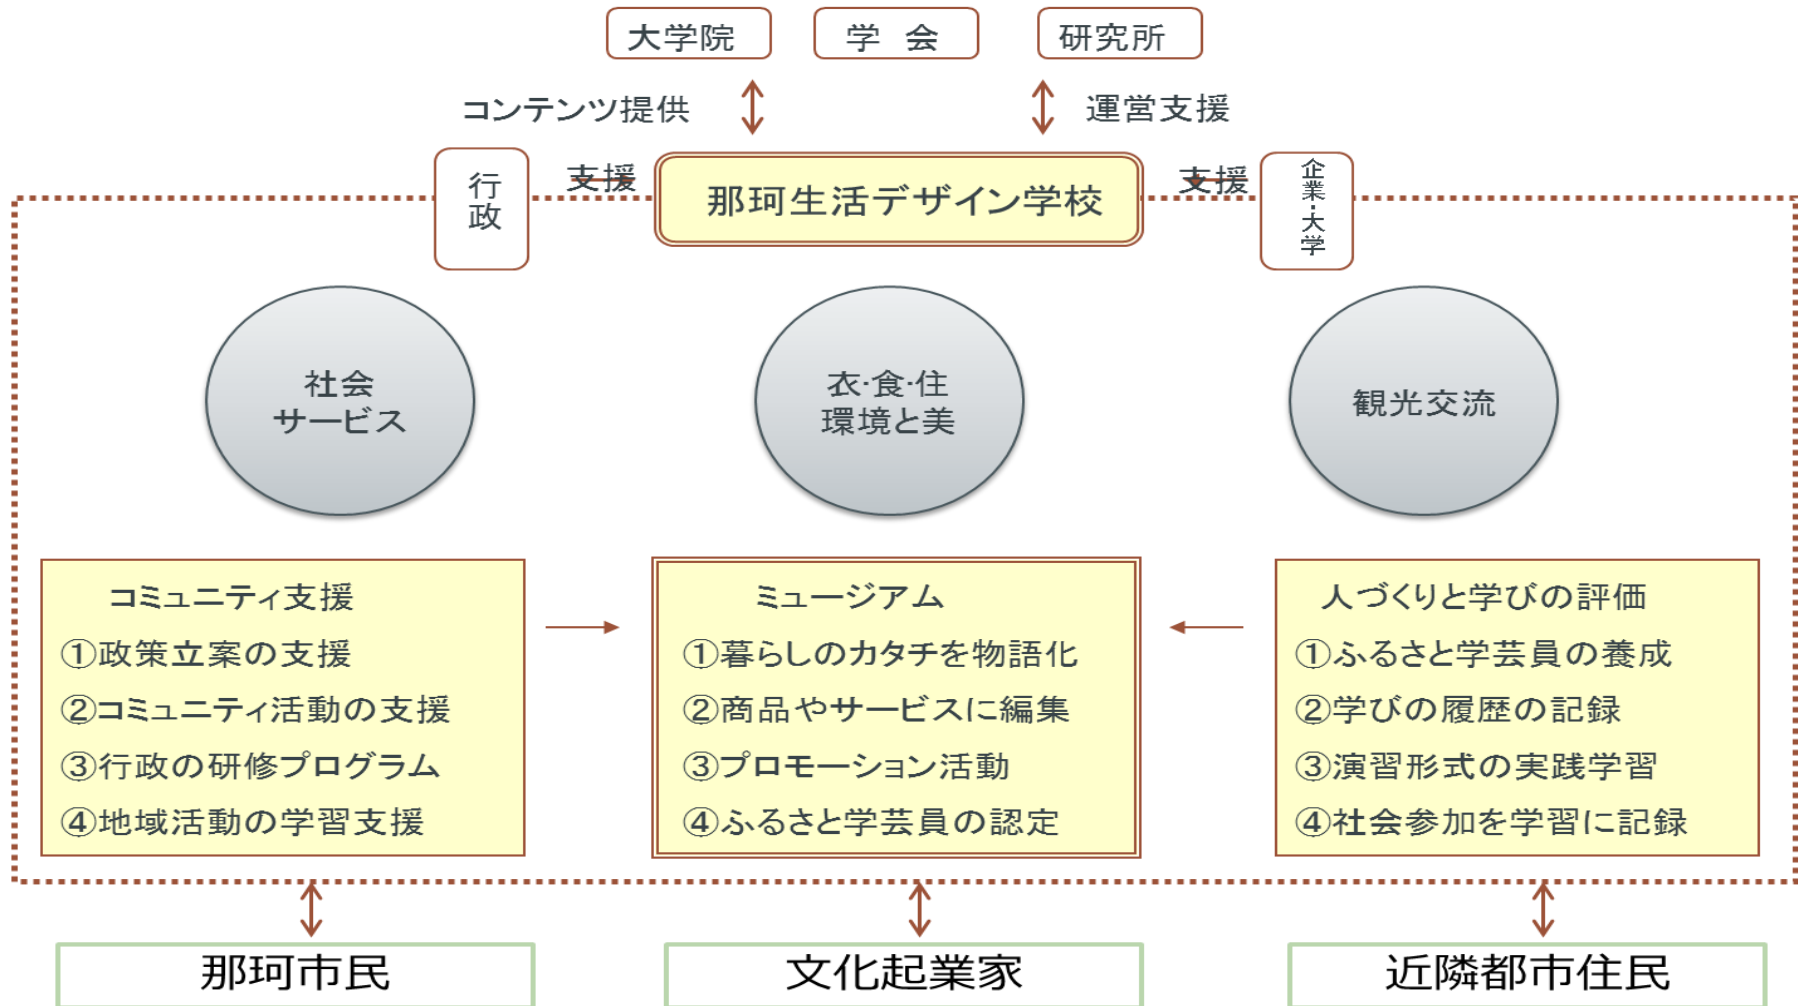 大学院
学 会
研究所
コンテンツ提供
運営支援
行政
支援
那珂生活デザイン学校
支援
企業・大学
社会
サービス
衣・食・住
環境と美
観光交流
コミュニティ支援
①政策立案の支援
②コミュニティ活動の支援
③行政の研修プログラム
④地域活動の学習支援
ミュージアム
①暮らしのカタチを物語化
②商品やサービスに編集
③プロモーション活動
④ふるさと学芸員の認定
人づくりと学びの評価
①ふるさと学芸員の養成
②学びの履歴の記録
③演習形式の実践学習
④社会参加を学習に記録
那珂市民
文化起業家
近隣都市住民